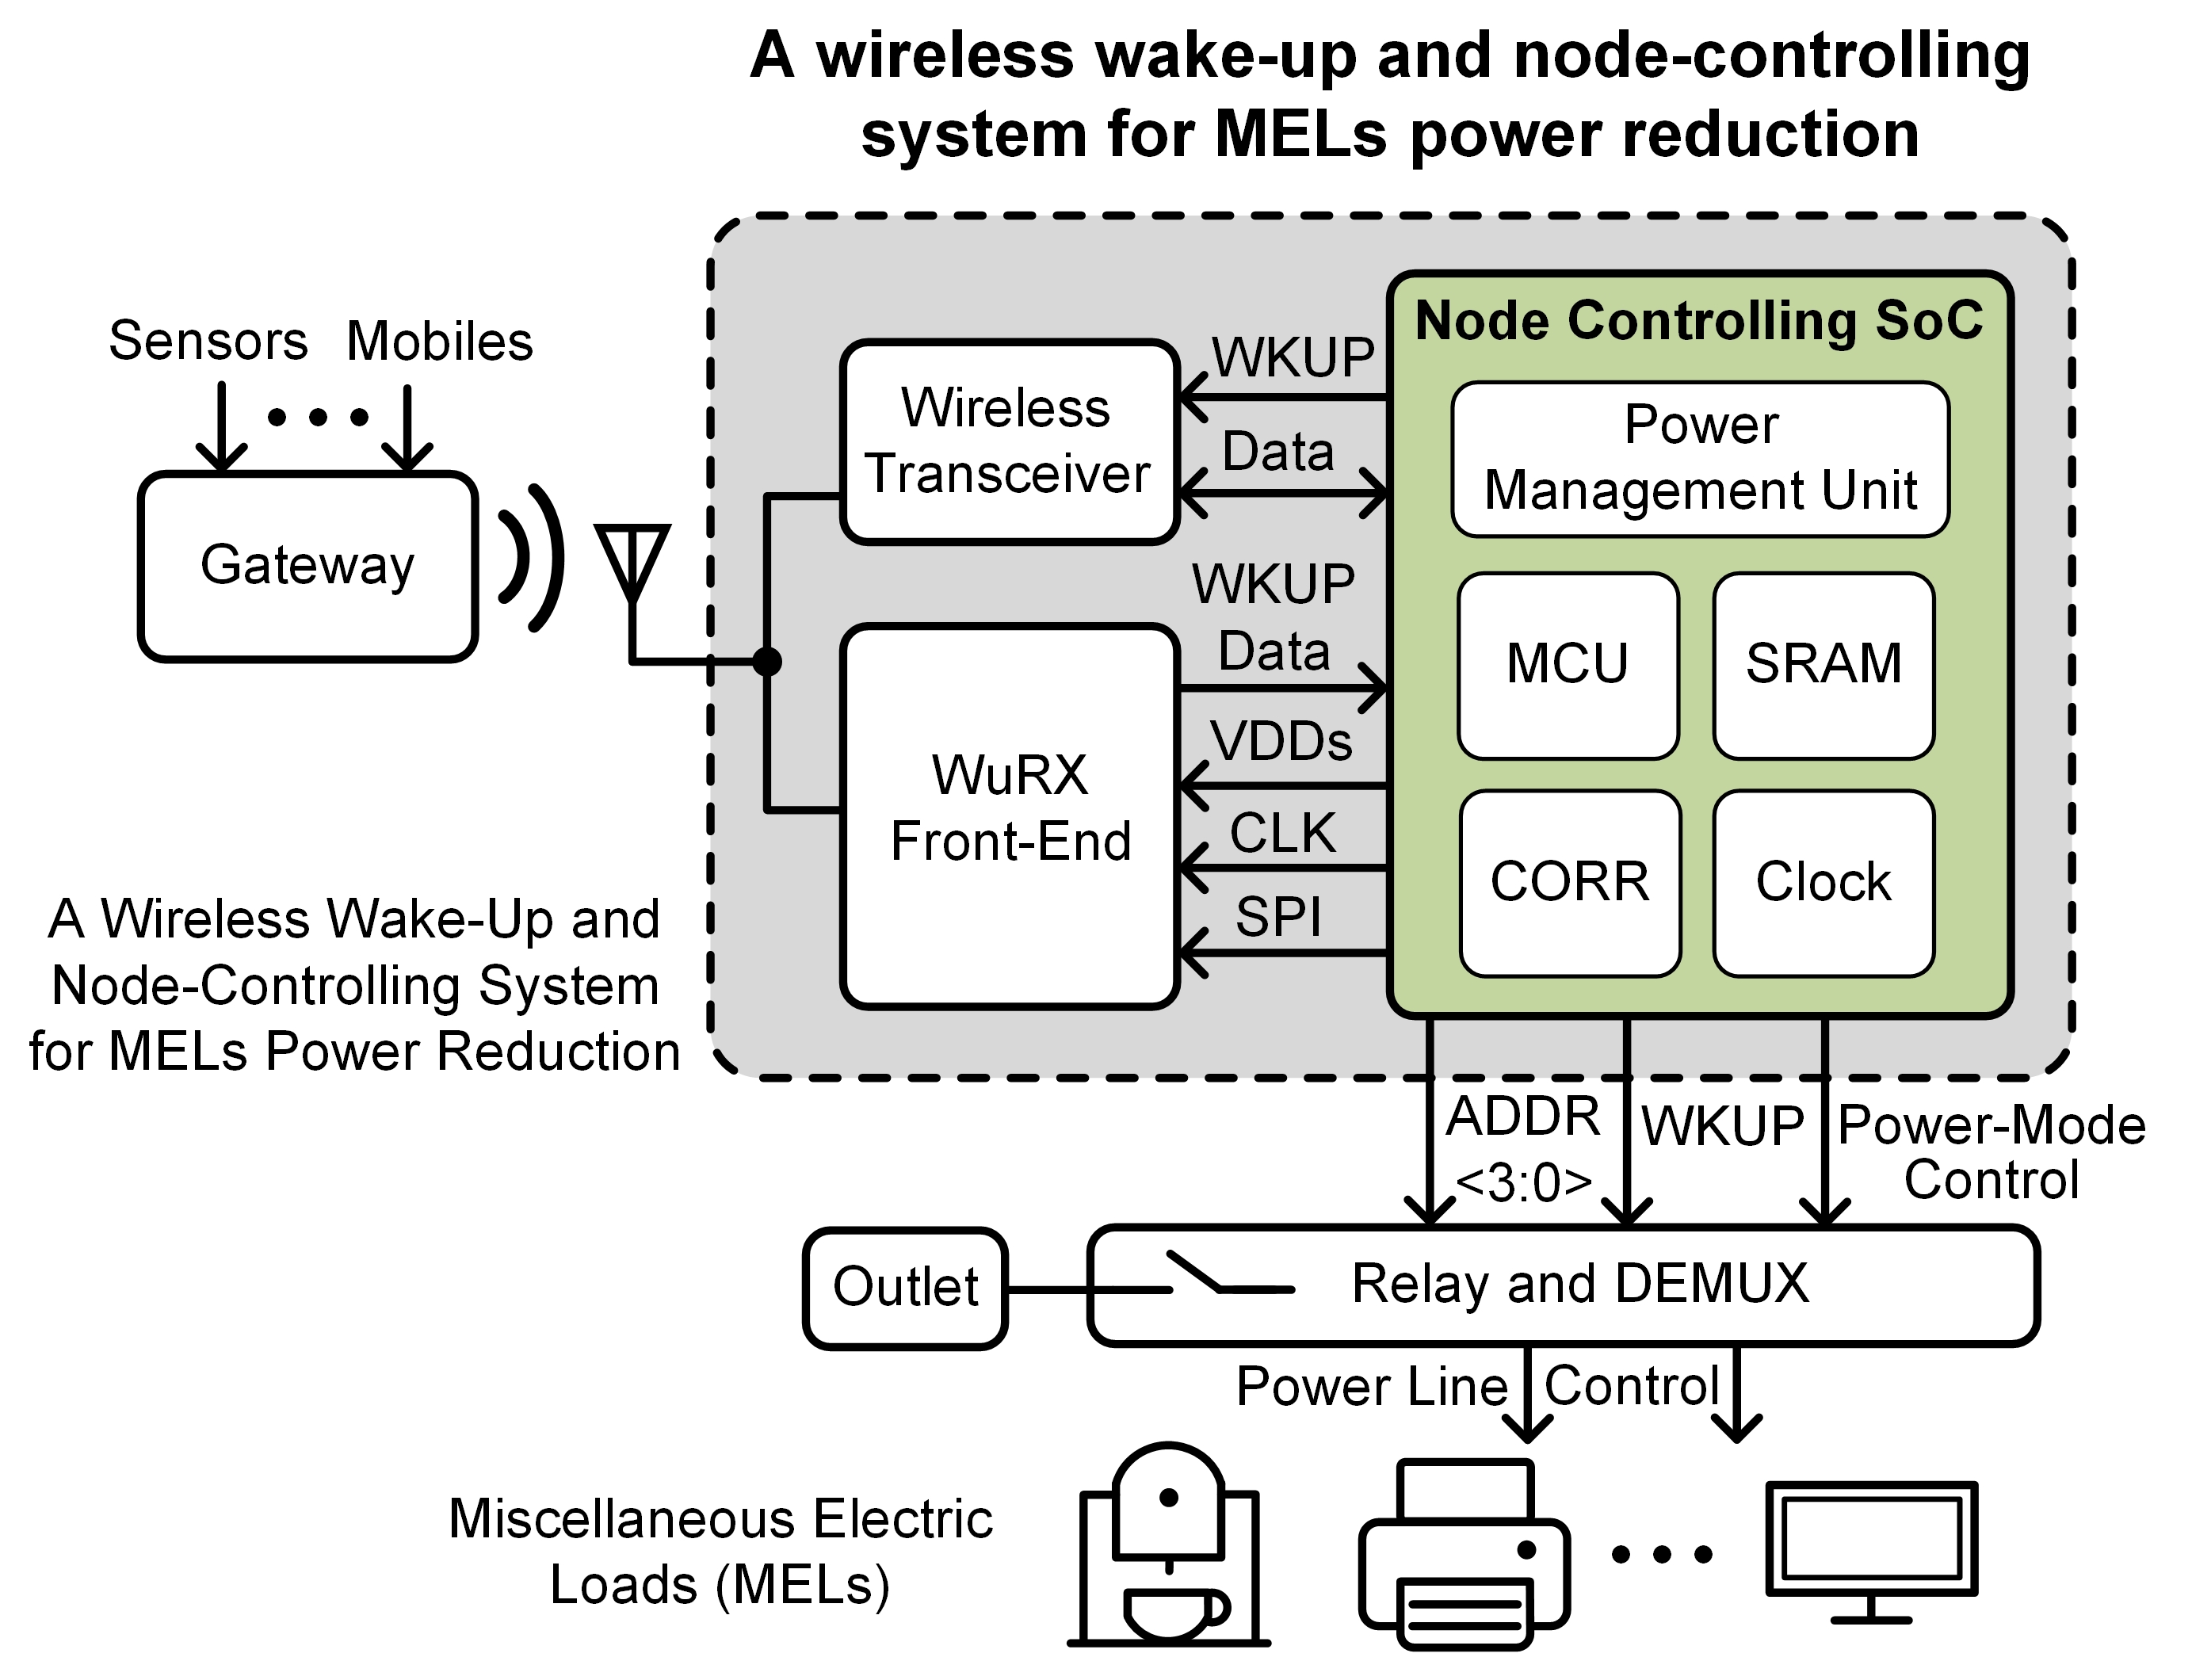 A wireless wake-up and node-controlling
system for MELs power reduction
Sensors
Mobiles
Gateway
A Wireless Wake-Up and
Node-Controlling System
for MELs Power Reduction
Wireless
Transceiver
WuRX
Front-End
WKUP
Data
WKUP
Data
VDDs
CLK
SPI
Node Controlling SoC
Power
Management Unit
MCU
SRAM
CORR
Clock
ADDR
<3:0>
WKUP
Power-Mode
Control
Outlet
Relay and DEMUX
Power Line
Control
Miscellaneous Electric
Loads (MELs)